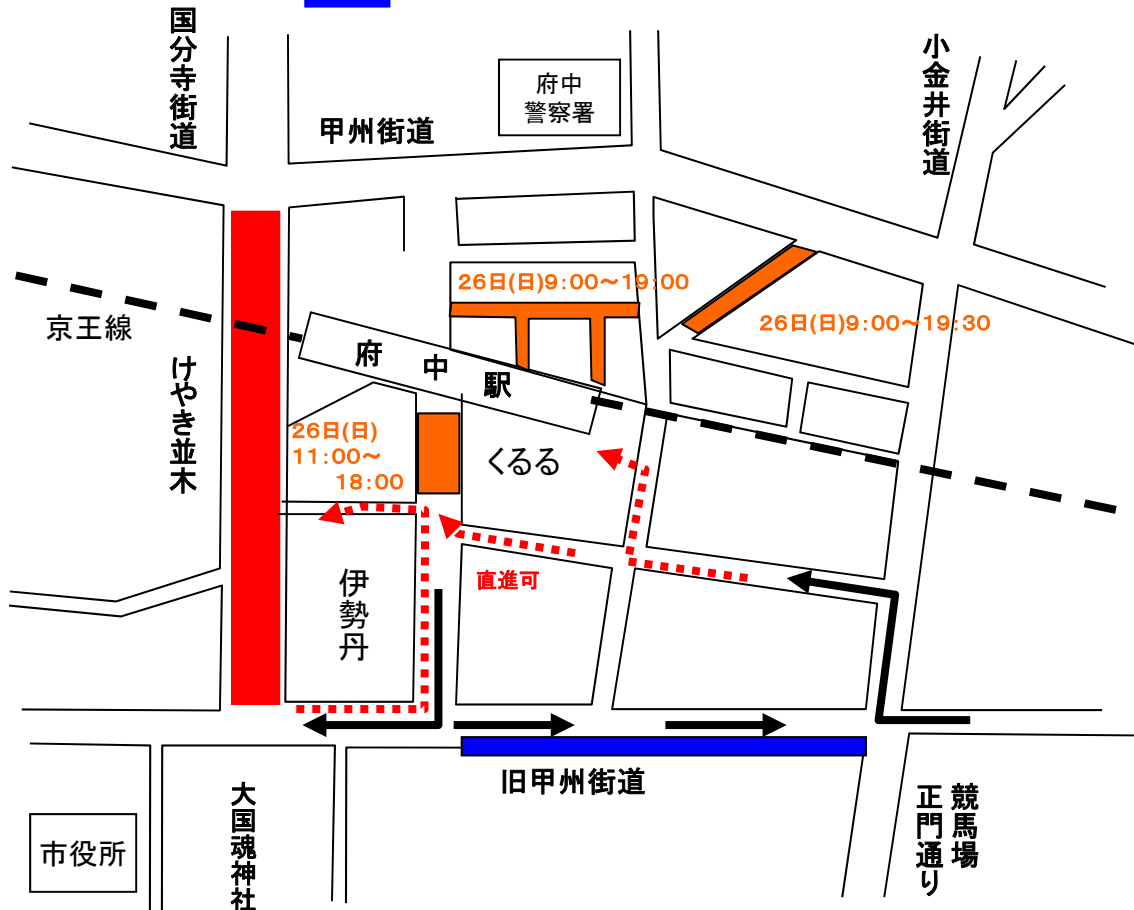 国分寺街道
府中
警察署
小金井街道
甲州街道
26日(日)9:00～19:00
26日(日)9:00～19:30
京王線
府中駅
けやき並木
26日(日)
11:00～
18:00
くるる
直進可
伊勢丹
旧甲州街道
大国魂神社
競馬場
正門通り
市役所